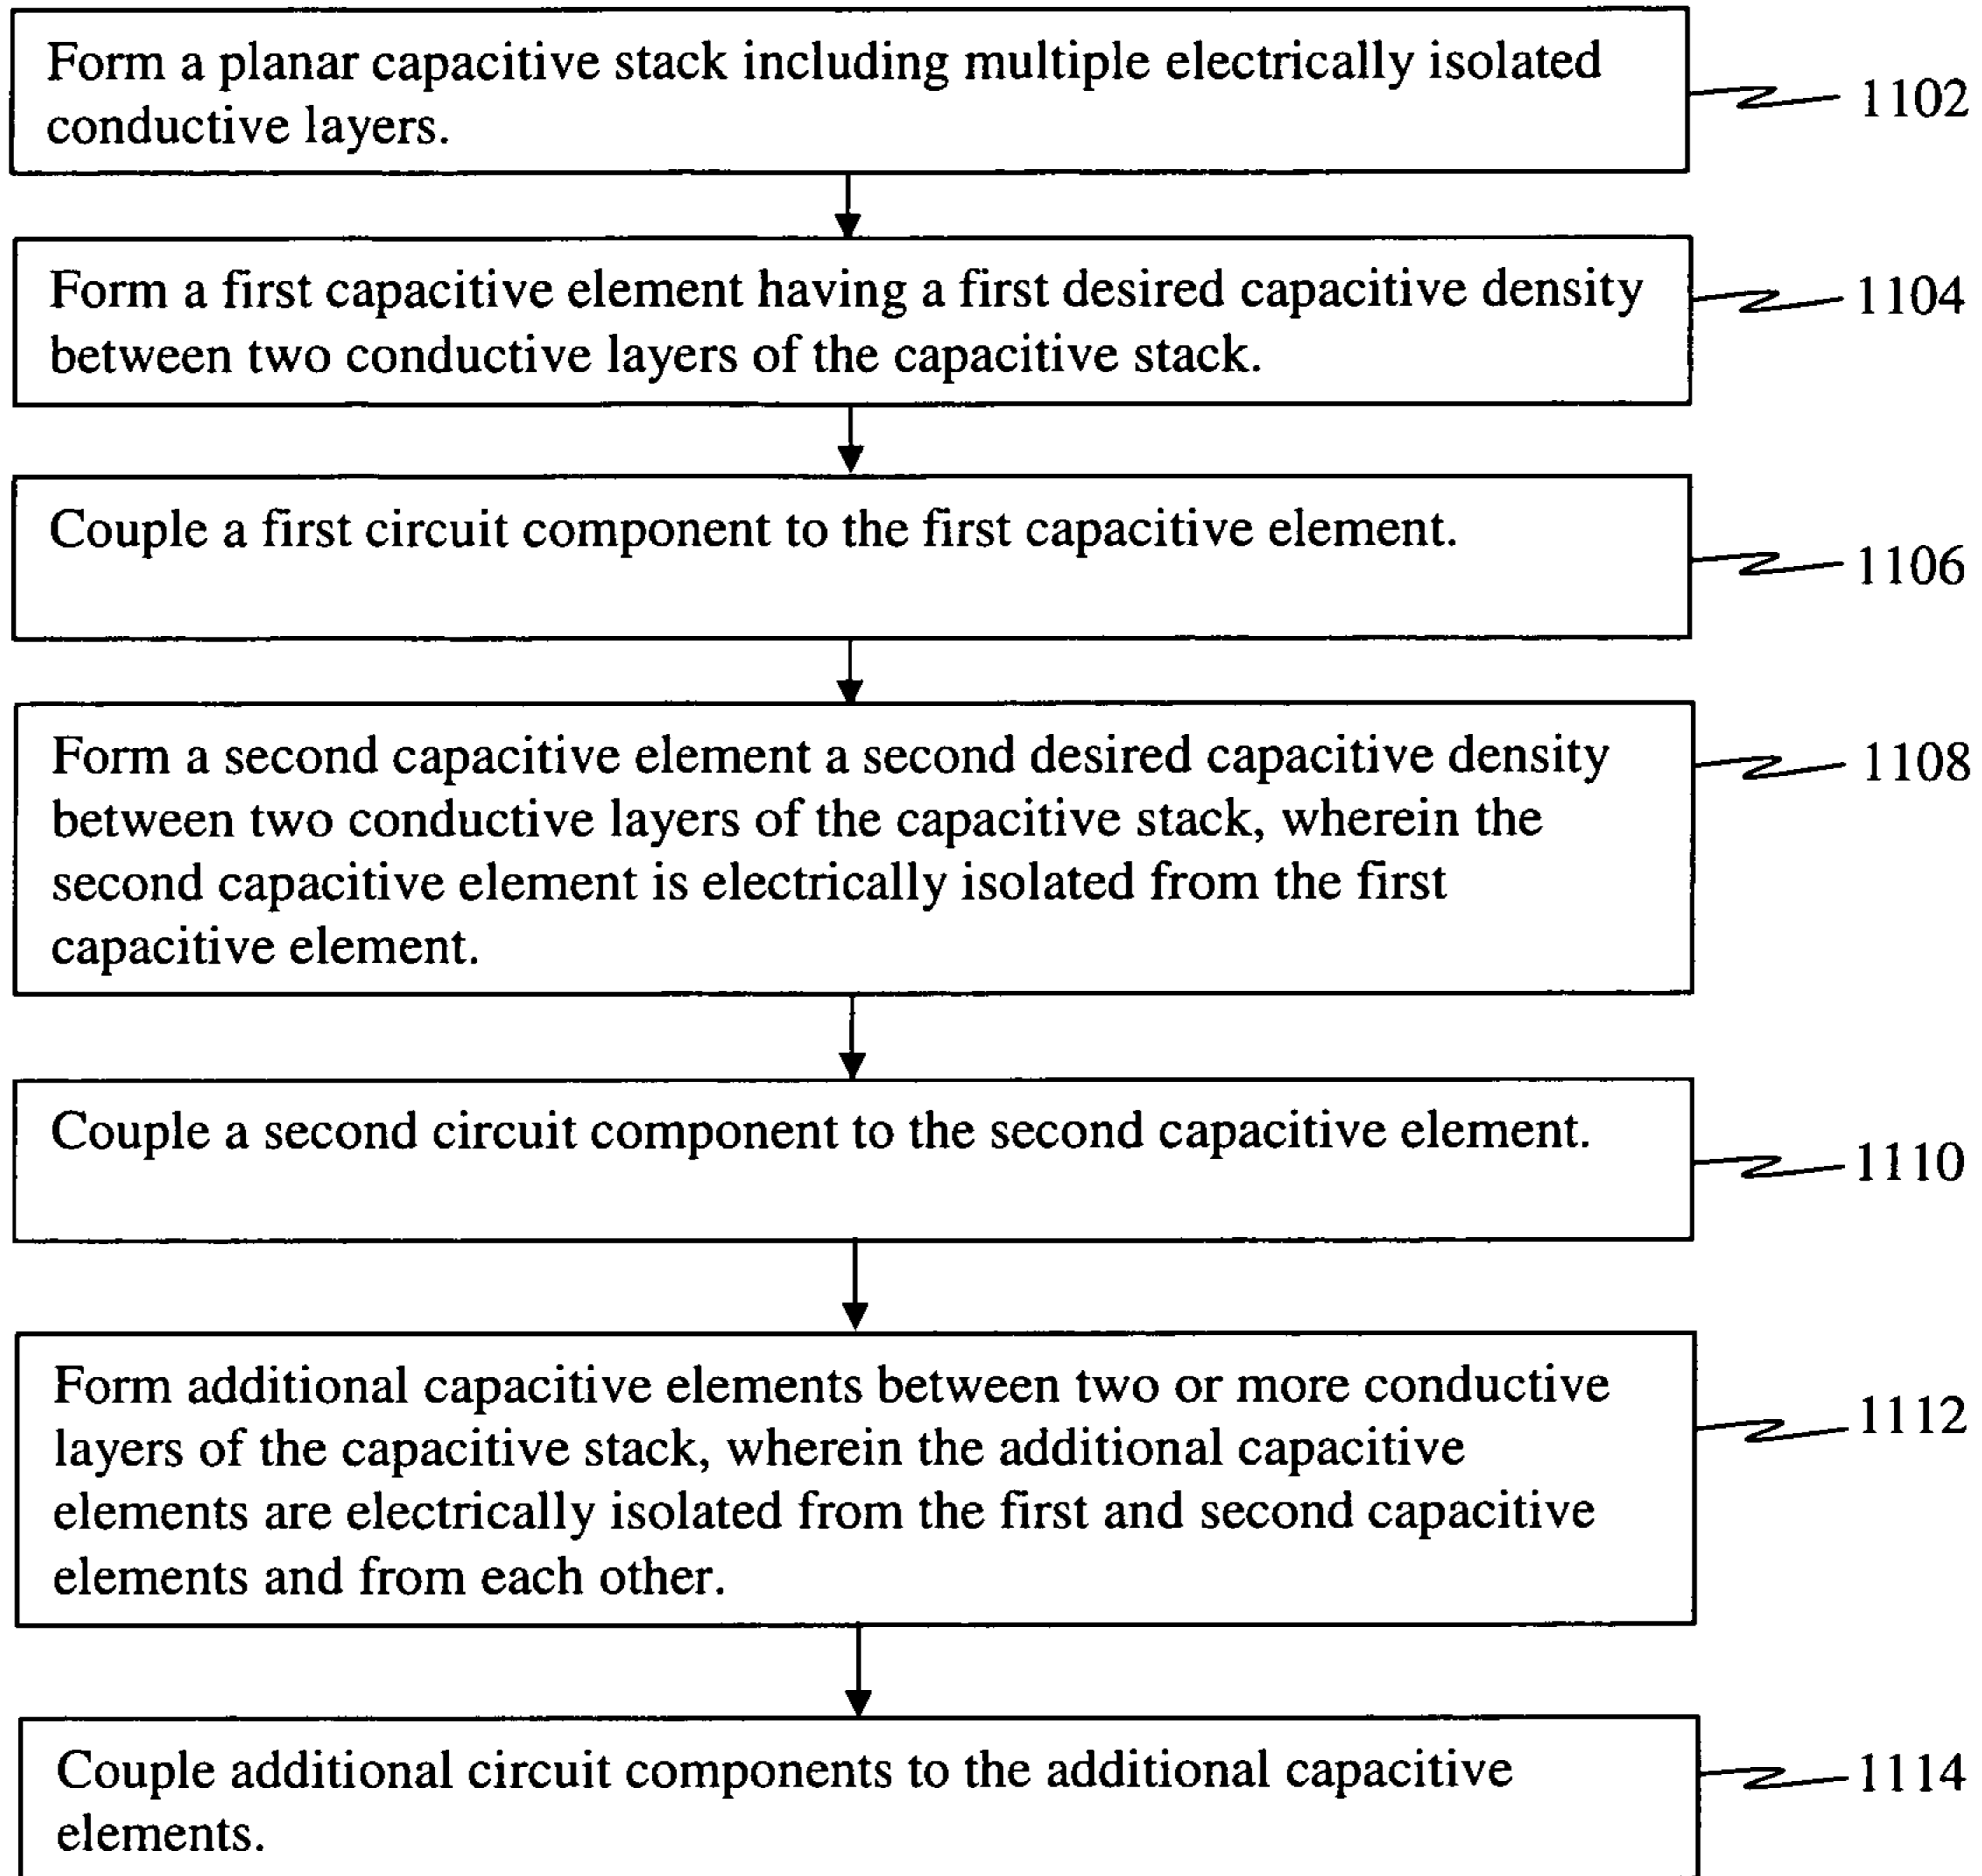 Form a planar capacitive stack including multiple electrically isolated
conductive layers.
1102
Form a first capacitive element having a first desired capacitive density
between two conductive layers of the capacitive stack.
1104
Couple a first circuit component to the first capacitive element.
1106
Form a second capacitive element a second desired capacitive density
between two conductive layers of the capacitive stack, wherein the
second capacitive element is electrically isolated from the first
capacitive element.
1108
Couple a second circuit component to the second capacitive element.
1110
Form additional capacitive elements between two or more conductive
layers of the capacitive stack, wherein the additional capacitive
elements are electrically isolated from the first and second capacitive
elements and from each other.
1112
Couple additional circuit components to the additional capacitive
elements.
1114